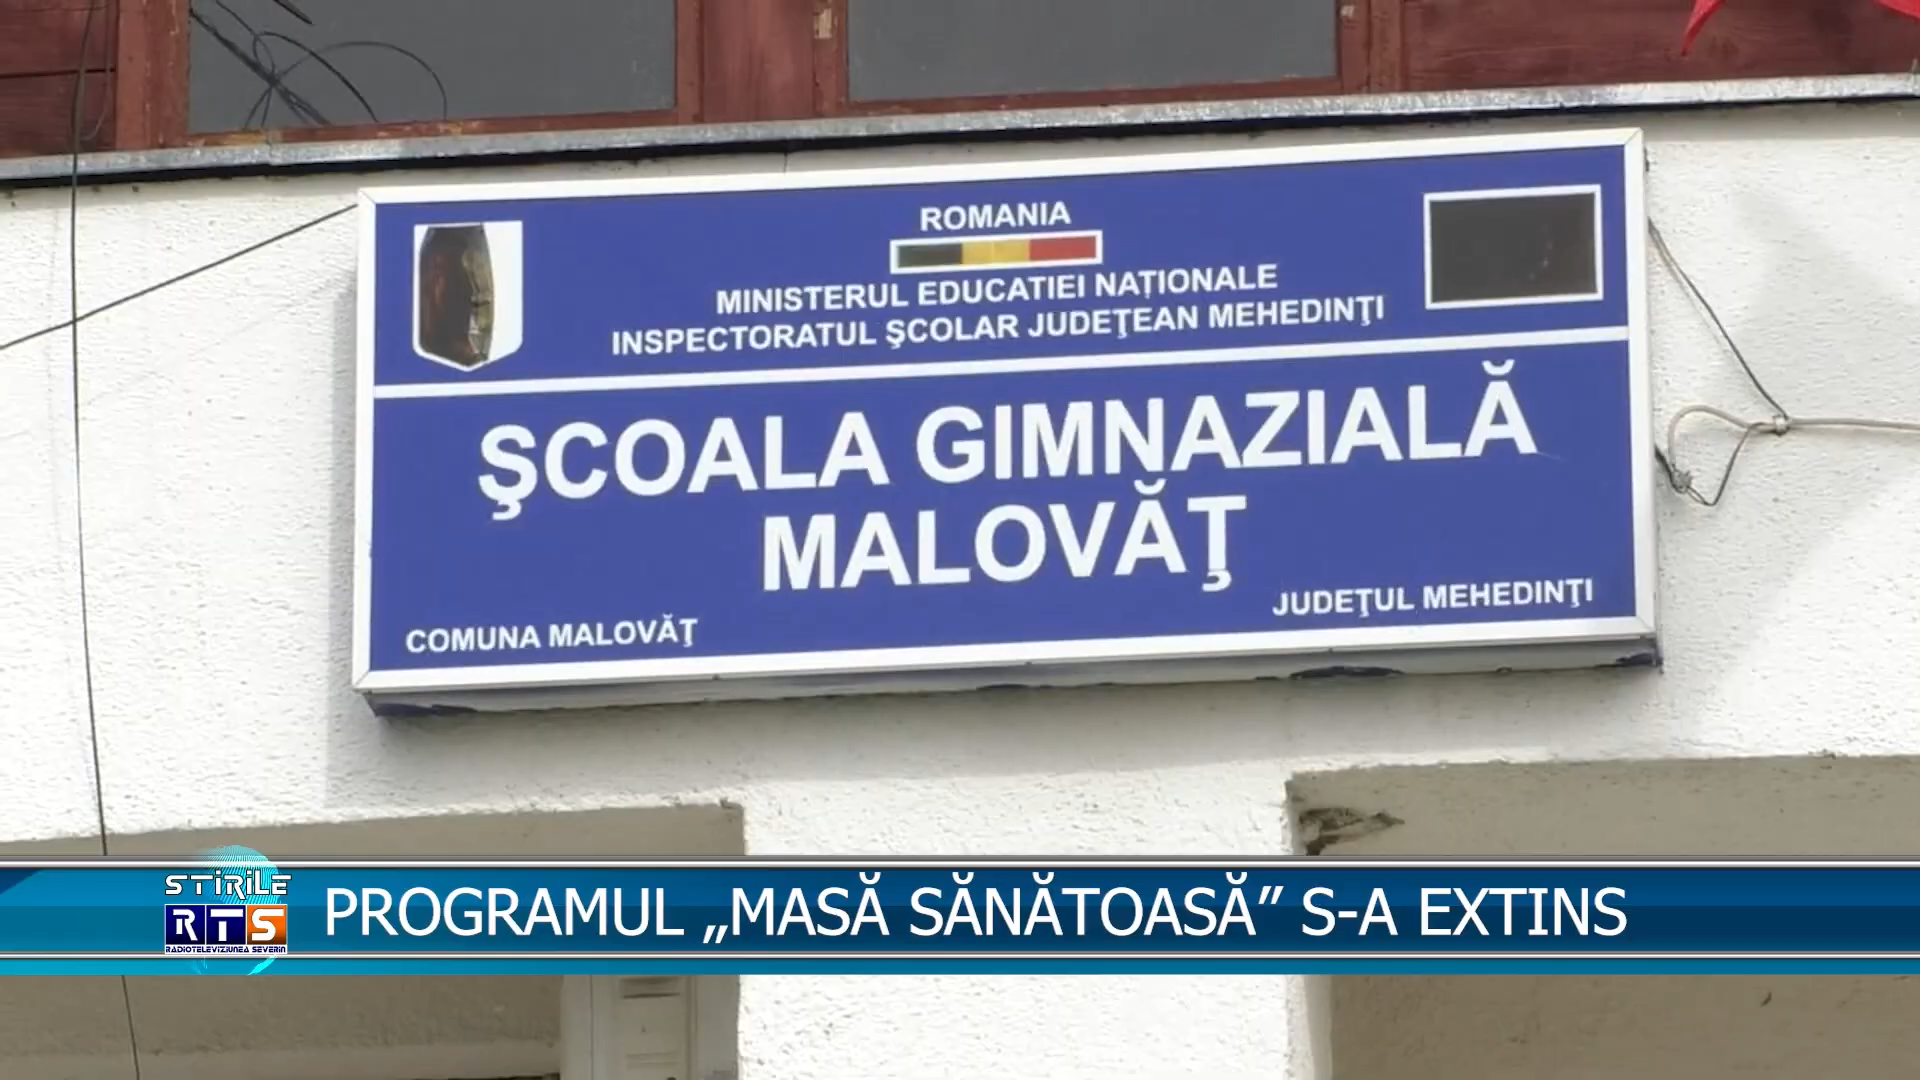 ROMANIA
MINISTERUL EDUCATIEI NAȚIONALE
INSPECTORATUL ŞCOLAR JUDEŢEAN MEHEDINŢI
ŞCOALA GIMNAZIALĂ
MALOVĂŢ
COMUNA MALOVĂŢ
JUDEŢUL MEHEDINŢI
STIRILE
RTS
RADIOTELEVIZIUNEA SEVERIN
PROGRAMUL „MASĂ SĂNĂTOASĂ” S-A EXTINS